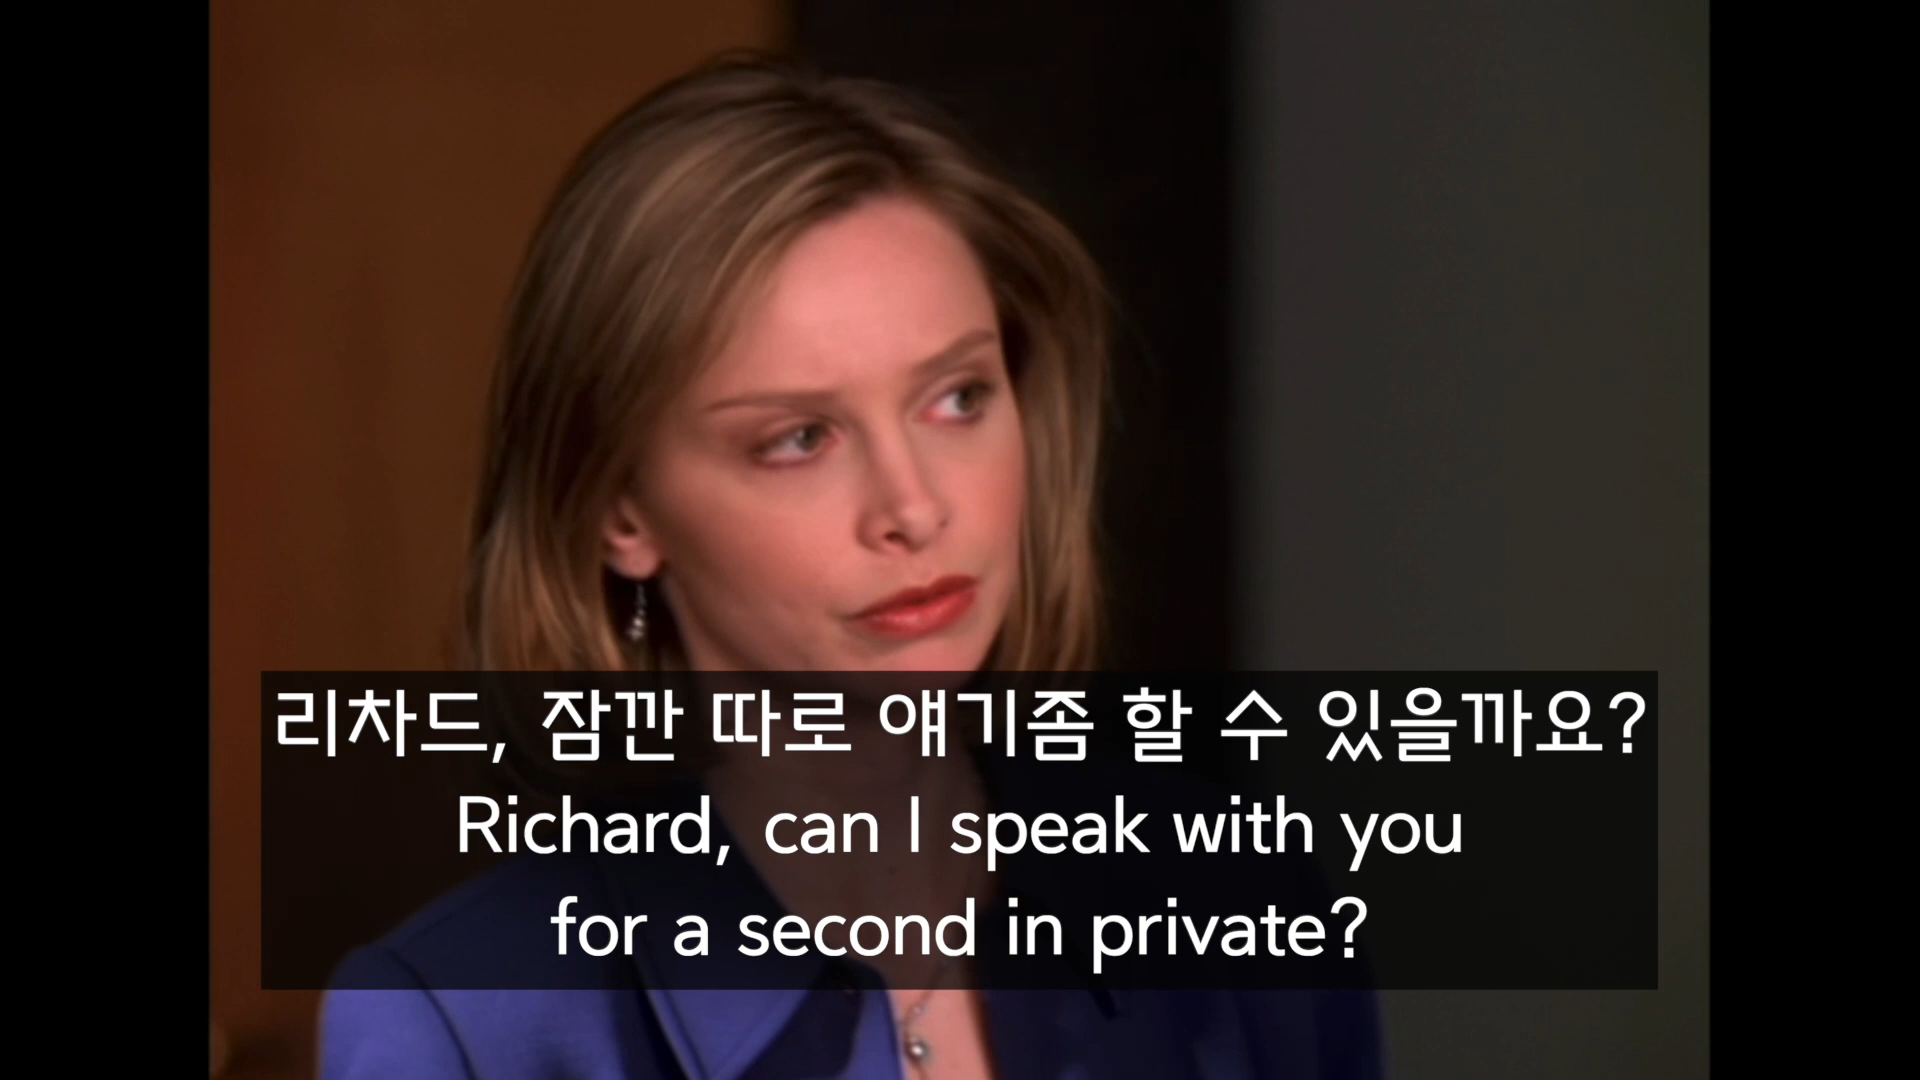 리차드, 잠깐 따로 얘기좀 할 수 있을까요?
Richard, can I speak with you
for a second in private?